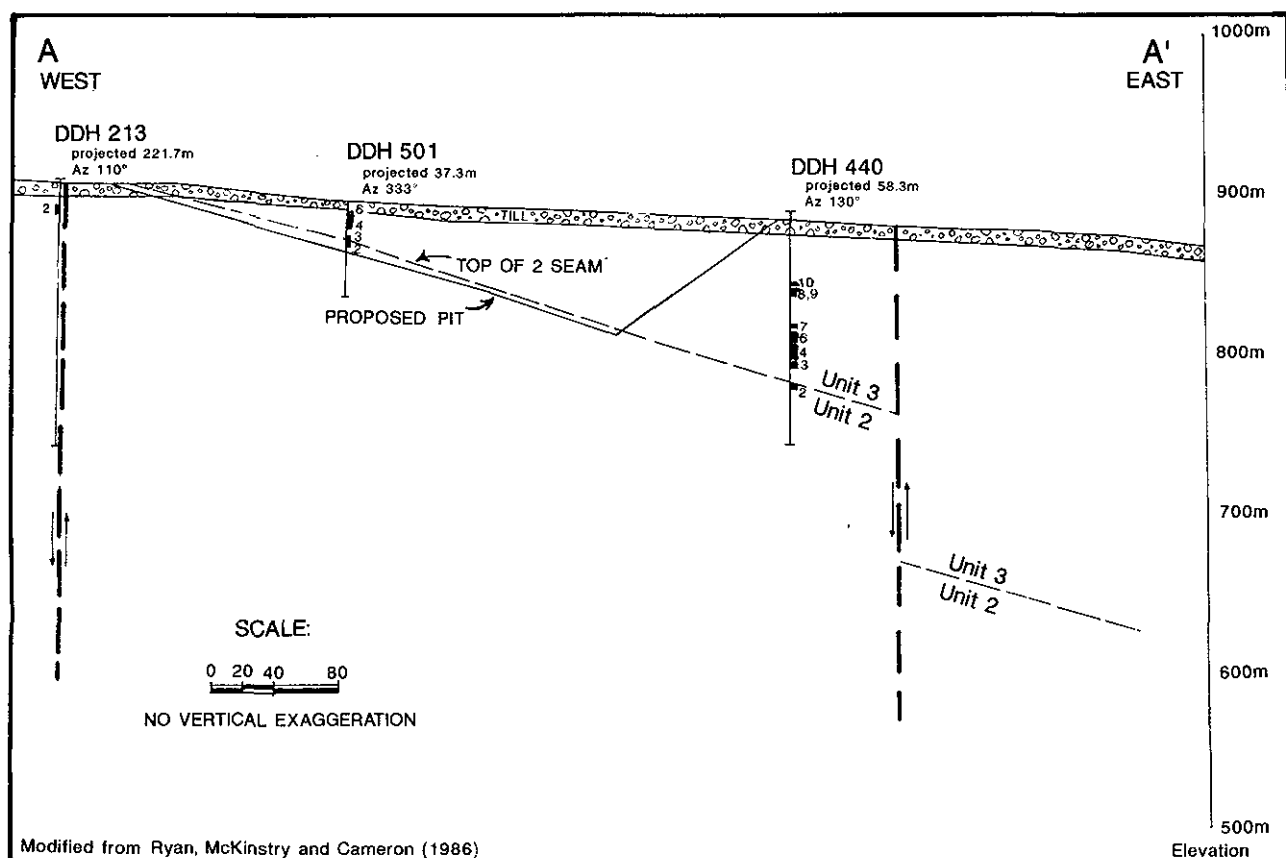 A
WEST
A'
EAST
1000m
DDH 213
projected 221.7m
Az 110°
DDH 501
projected 37.3m
Az 333°
DDH 440
projected 58.3m
Az 130°
900m
2
6
4
3
2
TILL
TOP OF 2 SEAM
PROPOSED PIT
10
8,9
7
6
4
3
2
800m
Unit 3
Unit 2
700m
Unit 3
Unit 2
SCALE:
0 20 40 80
NO VERTICAL EXAGGERATION
600m
500m
Modified from Ryan, McKinstry and Cameron (1986)
Elevation